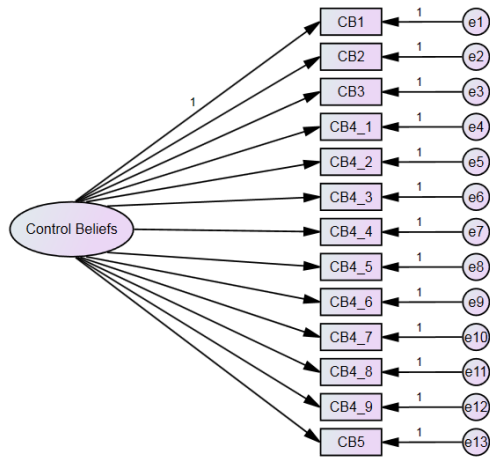 CB1 1 e1
CB2 1 e2
1 CB3 1 e3
CB4_1 1 e4
CB4_2 1 e5
CB4_3 1 e6
Control Beliefs CB4_4 1 e7
CB4_5 1 e8
CB4_6 1 e9
CB4_7 1 e10
CB4_8 1 e11
CB4_9 1 e12
CB5 1 e13